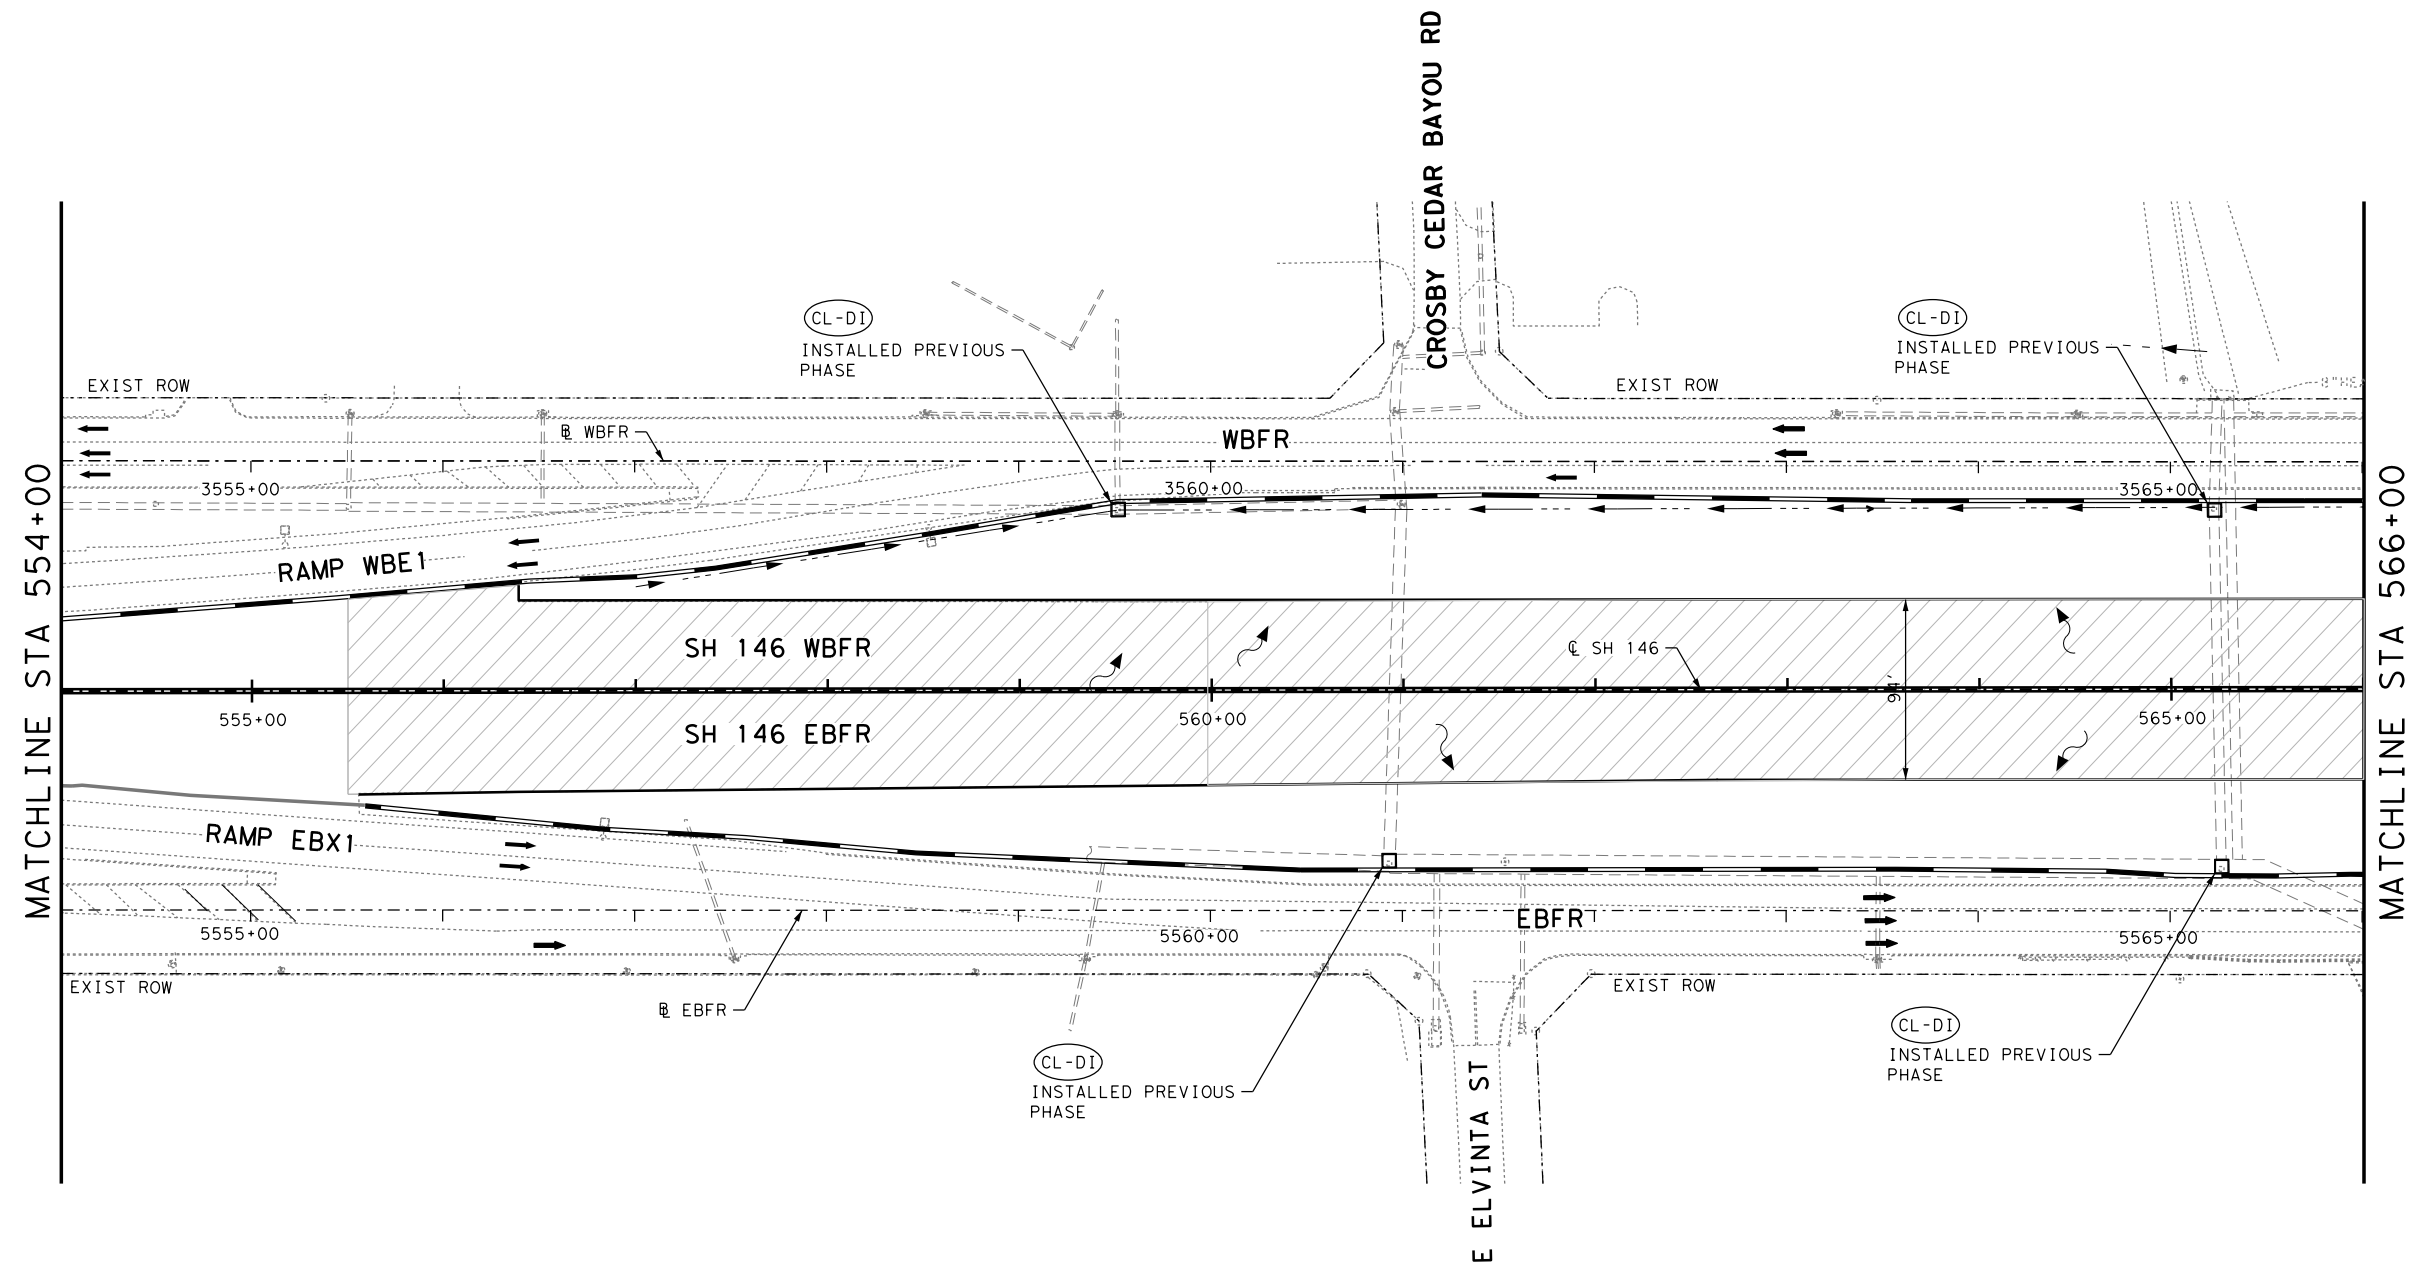 CROSBY CEDAR BAYOU RD
CL-DI
INSTALLED PREVIOUS
PHASE
CL-DI
INSTALLED PREVIOUS
PHASE
EXIST ROW
EXIST ROW
℄ WBFR
WBFR
3555+00
3560+00
3565+00
MATCHLINE STA 554+00
MATCHLINE STA 566+00
RAMP WBE1
SH 146 WBFR
℄ SH 146
94'
555+00
560+00
565+00
SH 146 EBFR
RAMP EBX1
EBFR
5555+00
5560+00
5565+00
EXIST ROW
EXIST ROW
℄ EBFR
CL-DI
INSTALLED PREVIOUS
PHASE
CL-DI
INSTALLED PREVIOUS
PHASE
E ELVINTA ST